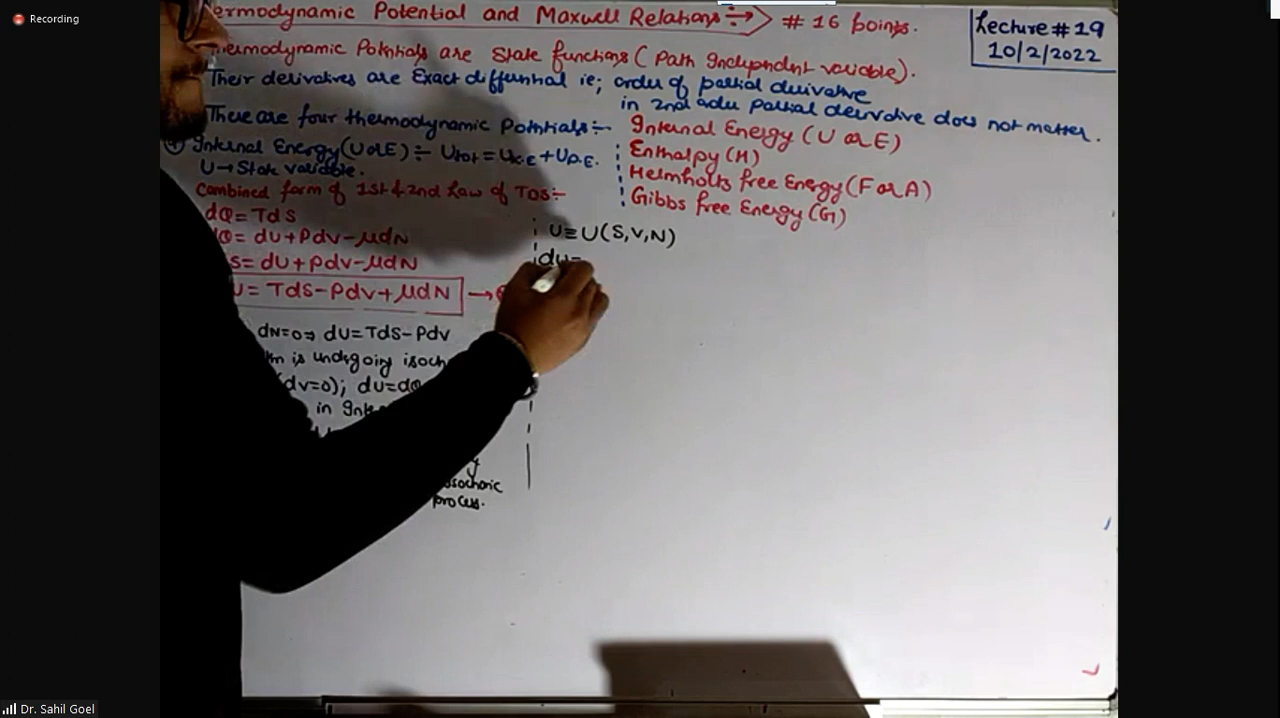 Recording
ermodynamic Potential and Maxwell Relations ÷→ # 16 points.
Lecture # 19
10/2/2022
hermodynamic Potentials are State functions (Path Independent variable).
Their derivatives are Exact differential ie; order of partial derivative
in 2nd order partial derivative does not matter.
There are four thermodynamic Potentials ÷
Internal Energy (U or E)
Enthalpy (H)
Helmholts free Energy (F or A)
Gibbs free Energy (G)
Internal Energy (U or E) ÷ Utot = UK.E + UP.E.
U → State variable.
Combined form of 1st & 2nd Law of TDS ÷
dQ = TdS
dQ = dU + PdV - μdN
S = dU + PdV - μdN
U = TdS - PdV + μdN →
dN = 0 ⇒ dU = TdS - PdV
is undergoing isoch
(dV=0); dU = dQ
in Int
isochoric
process.
U ≡ U(S,V,N)
dU =
Dr. Sahil Goel